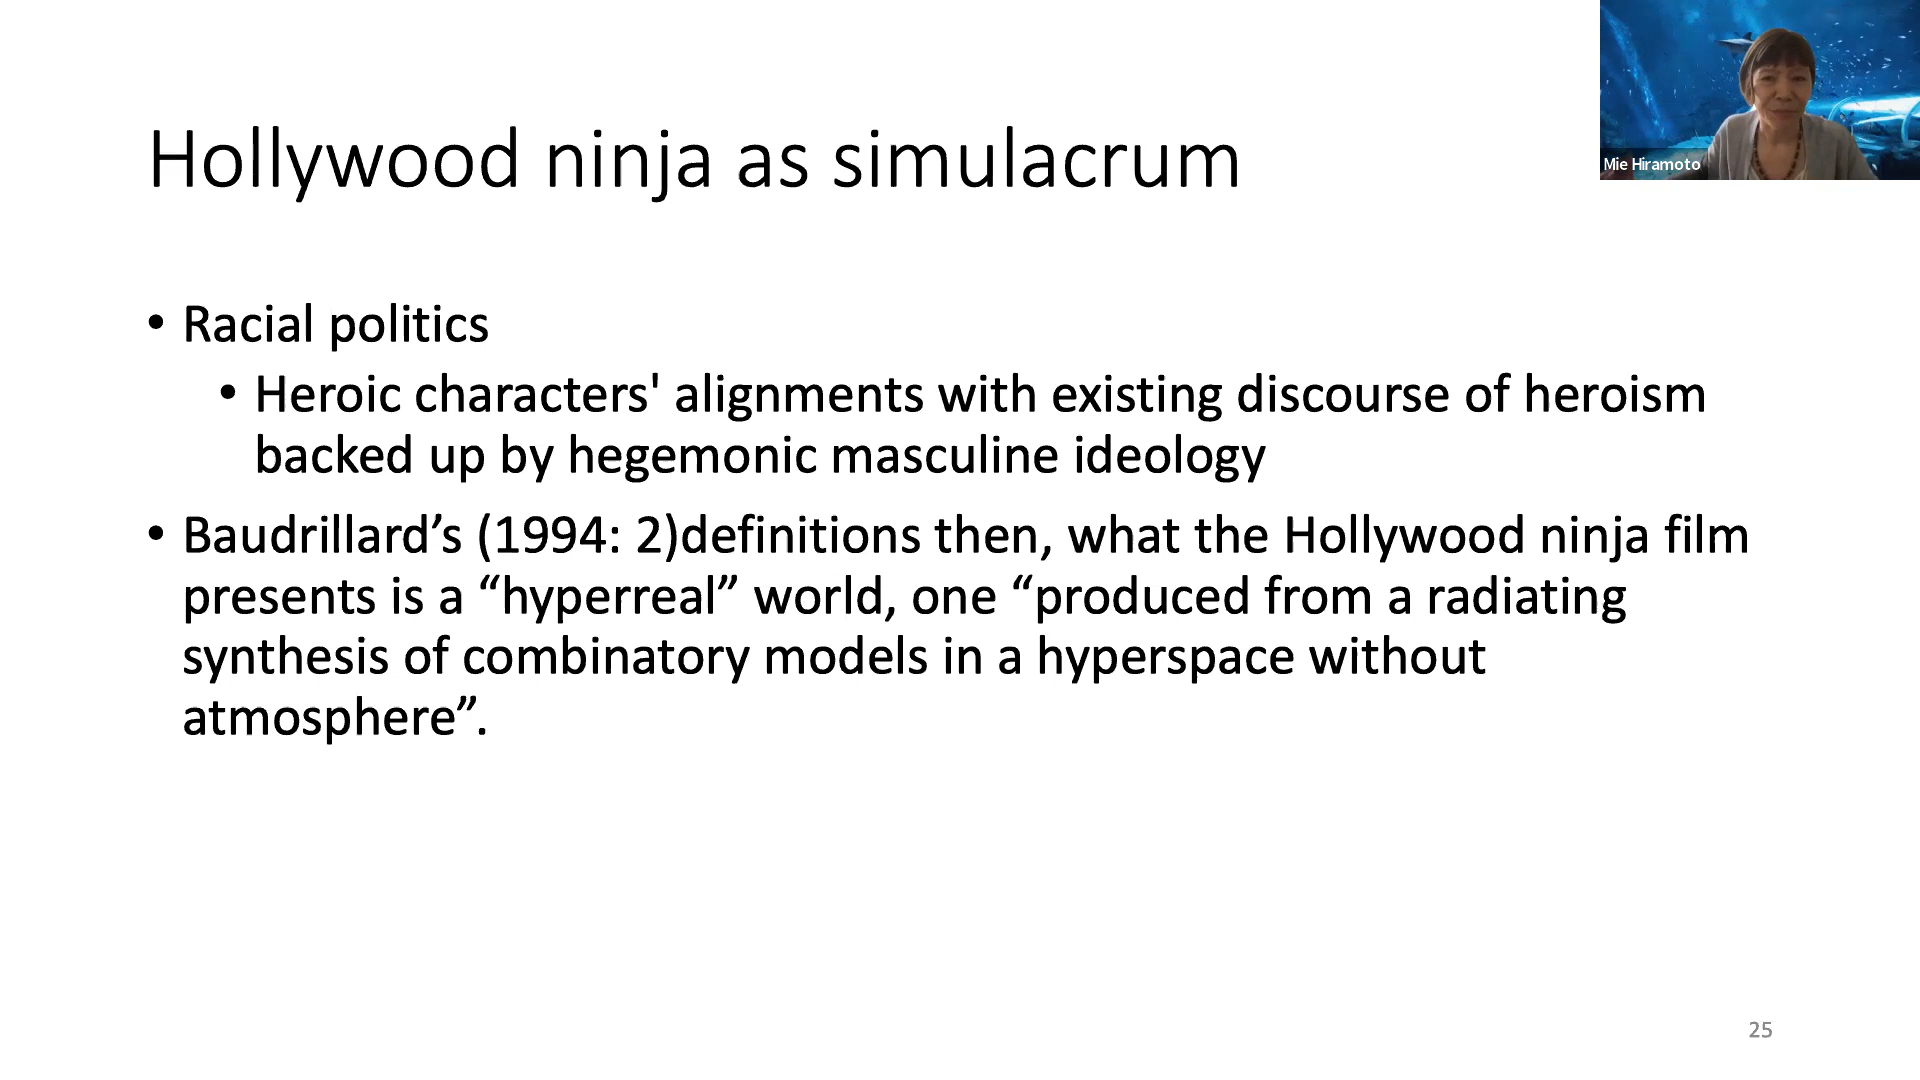 Mie Hiramoto
Hollywood ninja as simulacrum
• Racial politics
• Heroic characters' alignments with existing discourse of heroism
backed up by hegemonic masculine ideology
• Baudrillard’s (1994: 2)definitions then, what the Hollywood ninja film
presents is a “hyperreal” world, one “produced from a radiating
synthesis of combinatory models in a hyperspace without
atmosphere”.
25